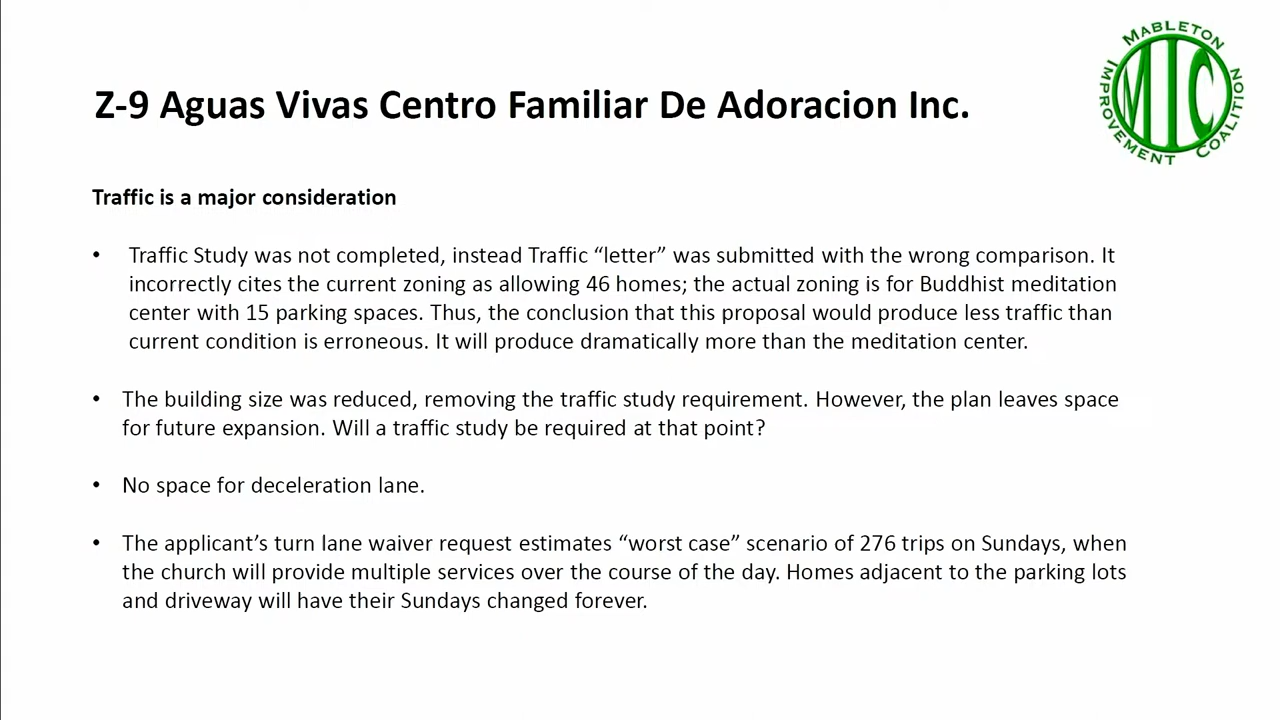 MABLETON
IMPROVEMENT COALITION
MIC
Z-9 Aguas Vivas Centro Familiar De Adoracion Inc.
Traffic is a major consideration
• Traffic Study was not completed, instead Traffic “letter” was submitted with the wrong comparison. It
incorrectly cites the current zoning as allowing 46 homes; the actual zoning is for Buddhist meditation
center with 15 parking spaces. Thus, the conclusion that this proposal would produce less traffic than
current condition is erroneous. It will produce dramatically more than the meditation center.
• The building size was reduced, removing the traffic study requirement. However, the plan leaves space
for future expansion. Will a traffic study be required at that point?
• No space for deceleration lane.
• The applicant’s turn lane waiver request estimates “worst case” scenario of 276 trips on Sundays, when
the church will provide multiple services over the course of the day. Homes adjacent to the parking lots
and driveway will have their Sundays changed forever.